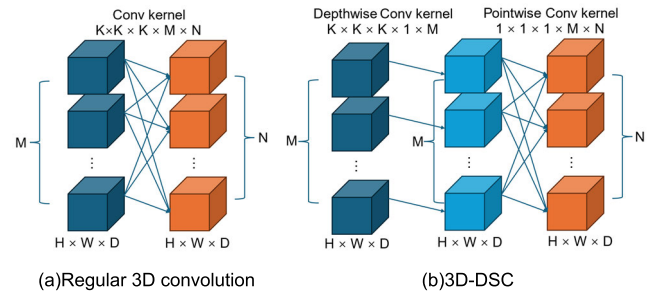 Conv kernel
K×K × K × M × N
M
⋮
⋮
N
H × W × D
H × W × D
(a)Regular 3D convolution
Depthwise Conv kernel
K × K × K × 1 × M
Pointwise Conv kernel
1 × 1 × 1 × M × N
M
⋮
M
⋮
⋮
N
H × W × D
H × W × D
H × W × D
(b)3D-DSC